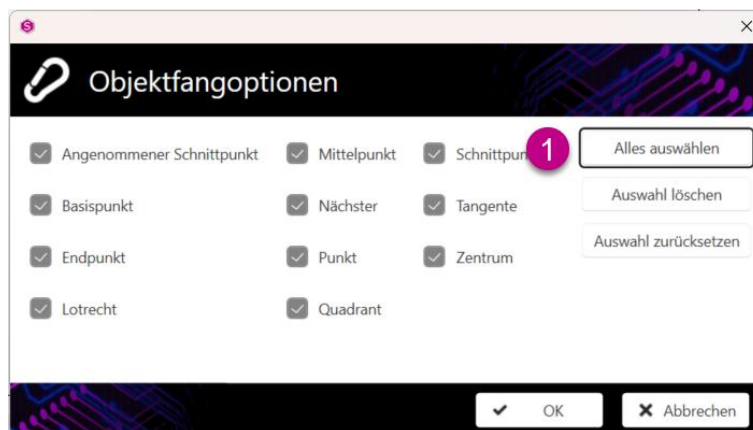 Objektfangoptionen
Angenommener Schnittpunkt
Mittelpunkt
1
Alles auswählen
Basispunkt
Nächster
Tangente
Auswahl löschen
Endpunkt
Punkt
Zentrum
Auswahl zurücksetzen
Lotrecht
Quadrant
OK
Abbrechen